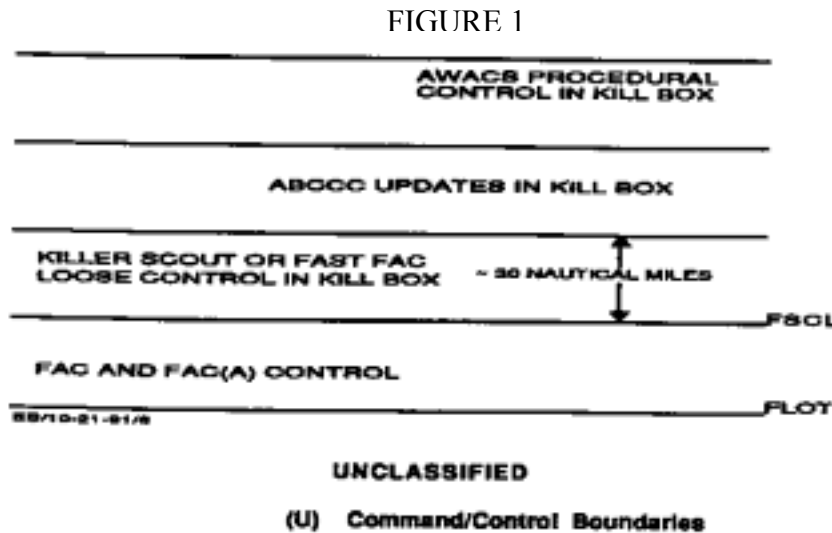 FIGURE 1
AWACS PROCEDURAL
CONTROL IN KILL BOX
ABCCC UPDATES IN KILL BOX
KILLER SCOUT OR FAST FAC
LOOSE CONTROL IN KILL BOX
~ 30 NAUTICAL MILES
FSCL
FAC AND FAC(A) CONTROL
FLOT
UNCLASSIFIED
(U) Command/Control Boundaries